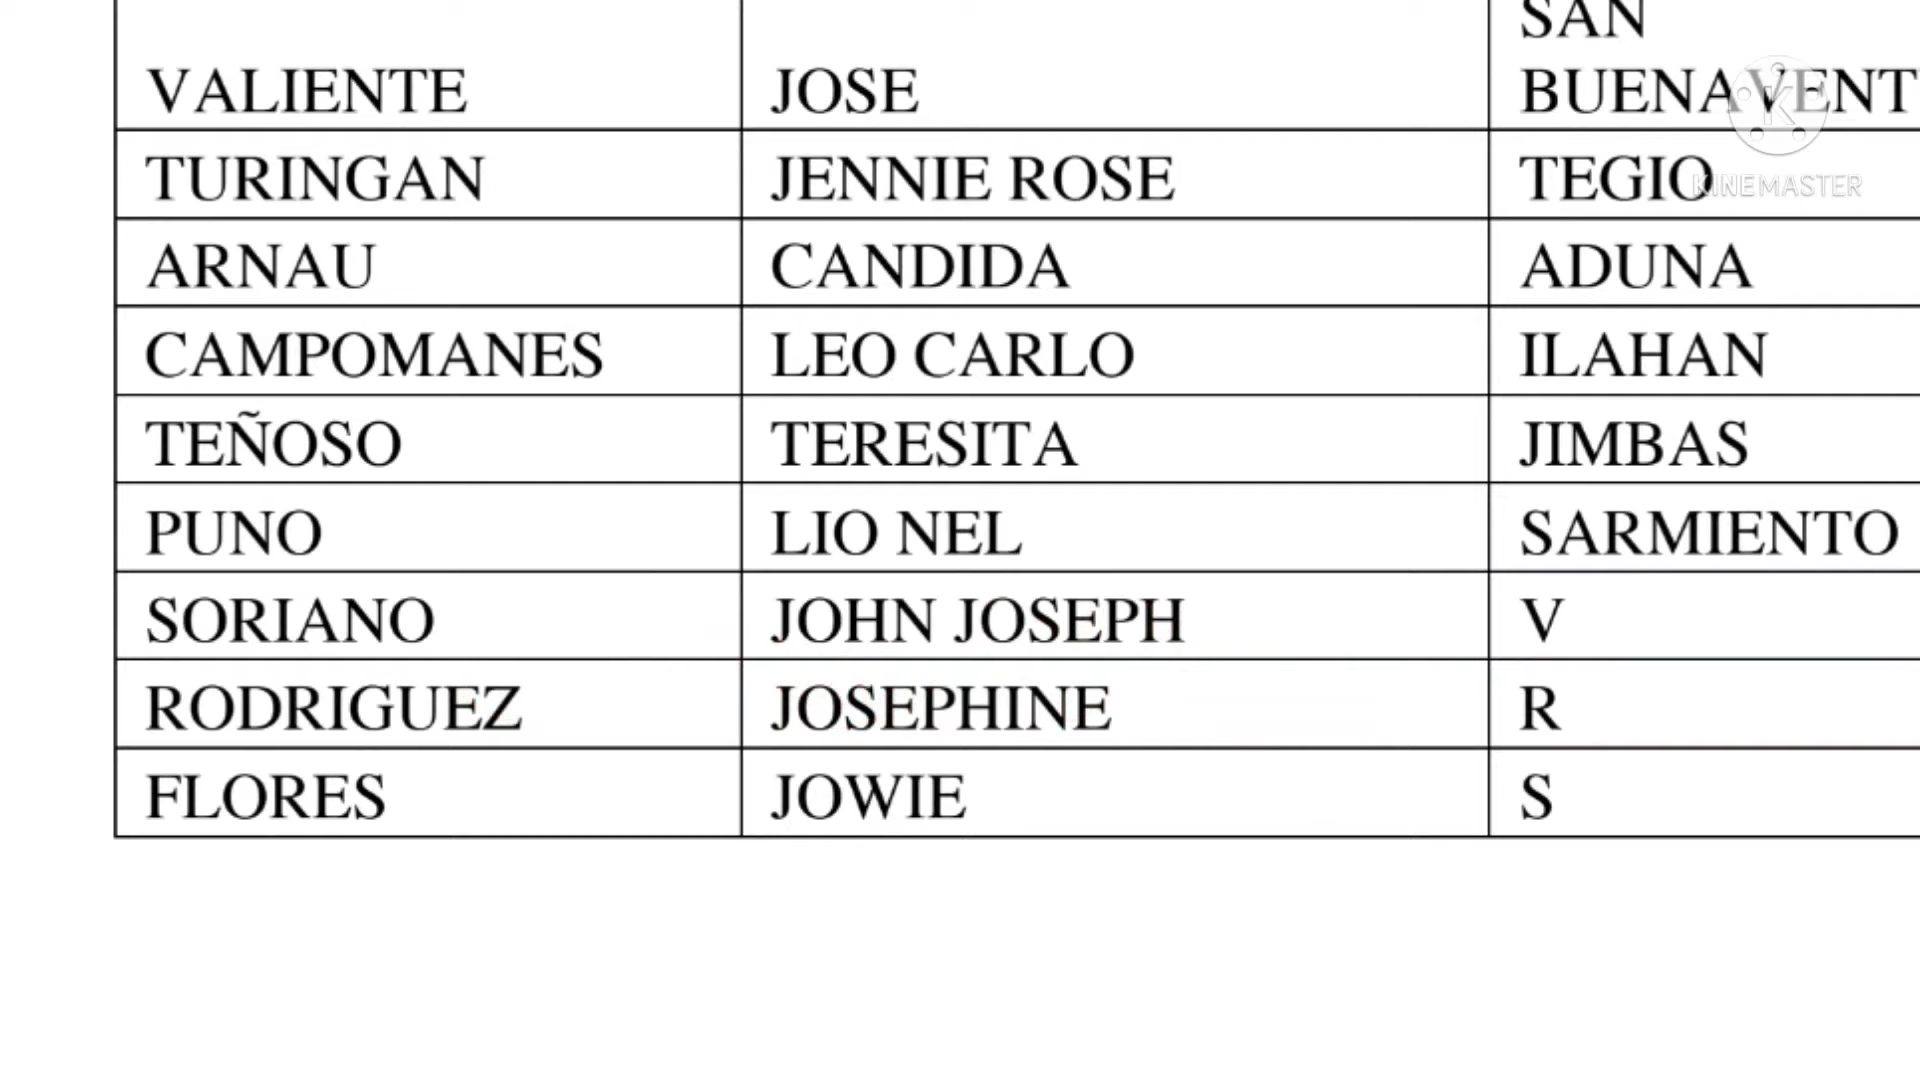 SAN
VALIENTE JOSE BUENAVENT
TURINGAN JENNIE ROSE TEGIO
KINEMASTER
ARNAU CANDIDA ADUNA
CAMPOMANES LEO CARLO ILAHAN
TEÑOSO TERESITA JIMBAS
PUNO LIO NEL SARMIENTO
SORIANO JOHN JOSEPH V
RODRIGUEZ JOSEPHINE R
FLORES JOWIE S